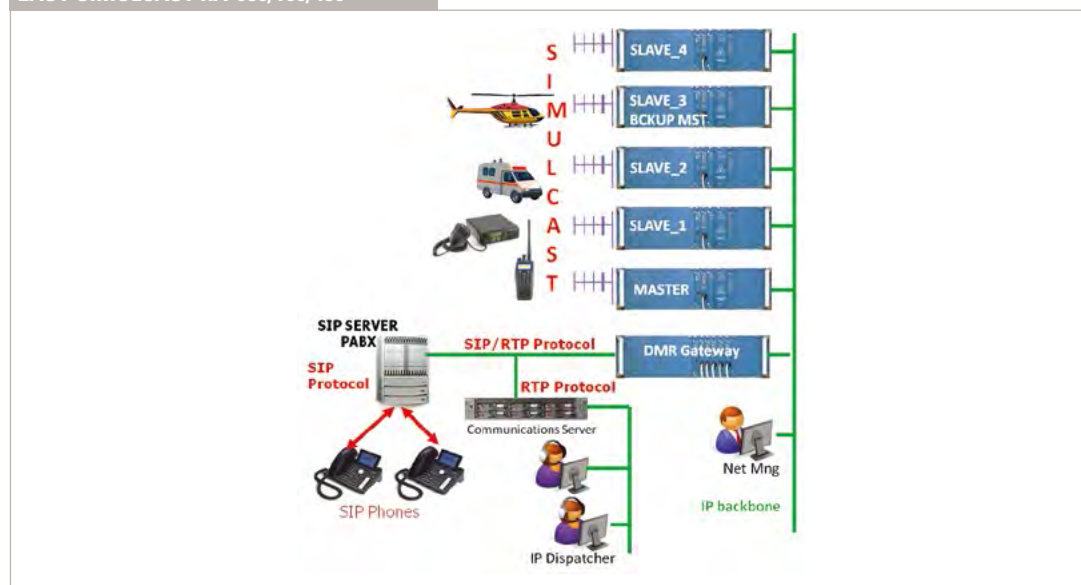 SLAVE_4
SLAVE_3
BCKUP MST
SLAVE_2
SLAVE_1
MASTER
SIMULCAST
SIP SERVER
PABX
SIP/RTP Protocol
DMR Gateway
SIP
Protocol
RTP Protocol
Communications Server
Net Mng
SIP Phones
IP backbone
IP Dispatcher